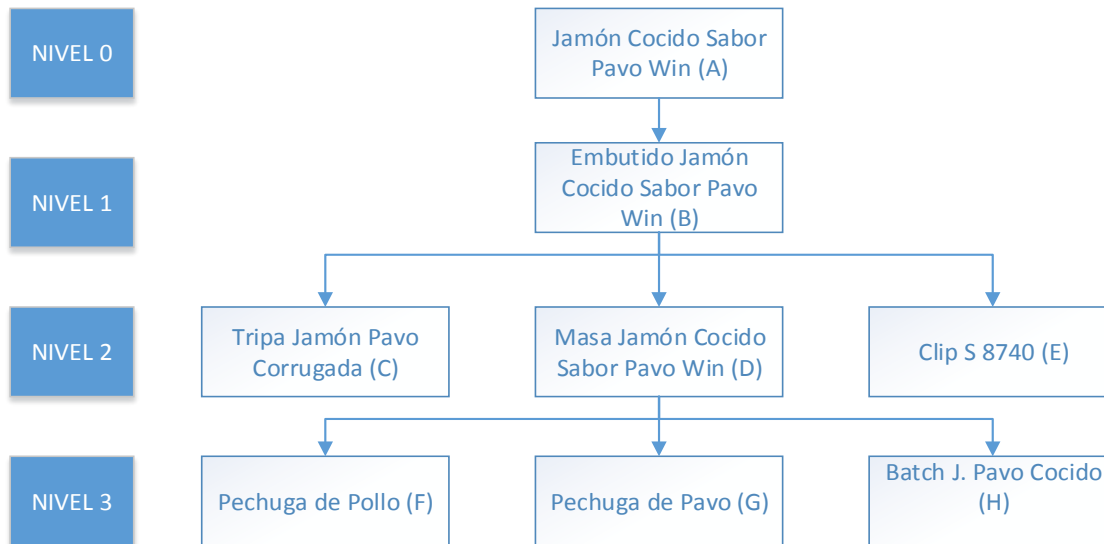 NIVEL 0
Jamón Cocido Sabor
Pavo Win (A)
NIVEL 1
Embutido Jamón
Cocido Sabor Pavo
Win (B)
NIVEL 2
Tripa Jamón Pavo
Corrugada (C)
Masa Jamón Cocido
Sabor Pavo Win (D)
Clip S 8740 (E)
NIVEL 3
Pechuga de Pollo (F)
Pechuga de Pavo (G)
Batch J. Pavo Cocido
(H)